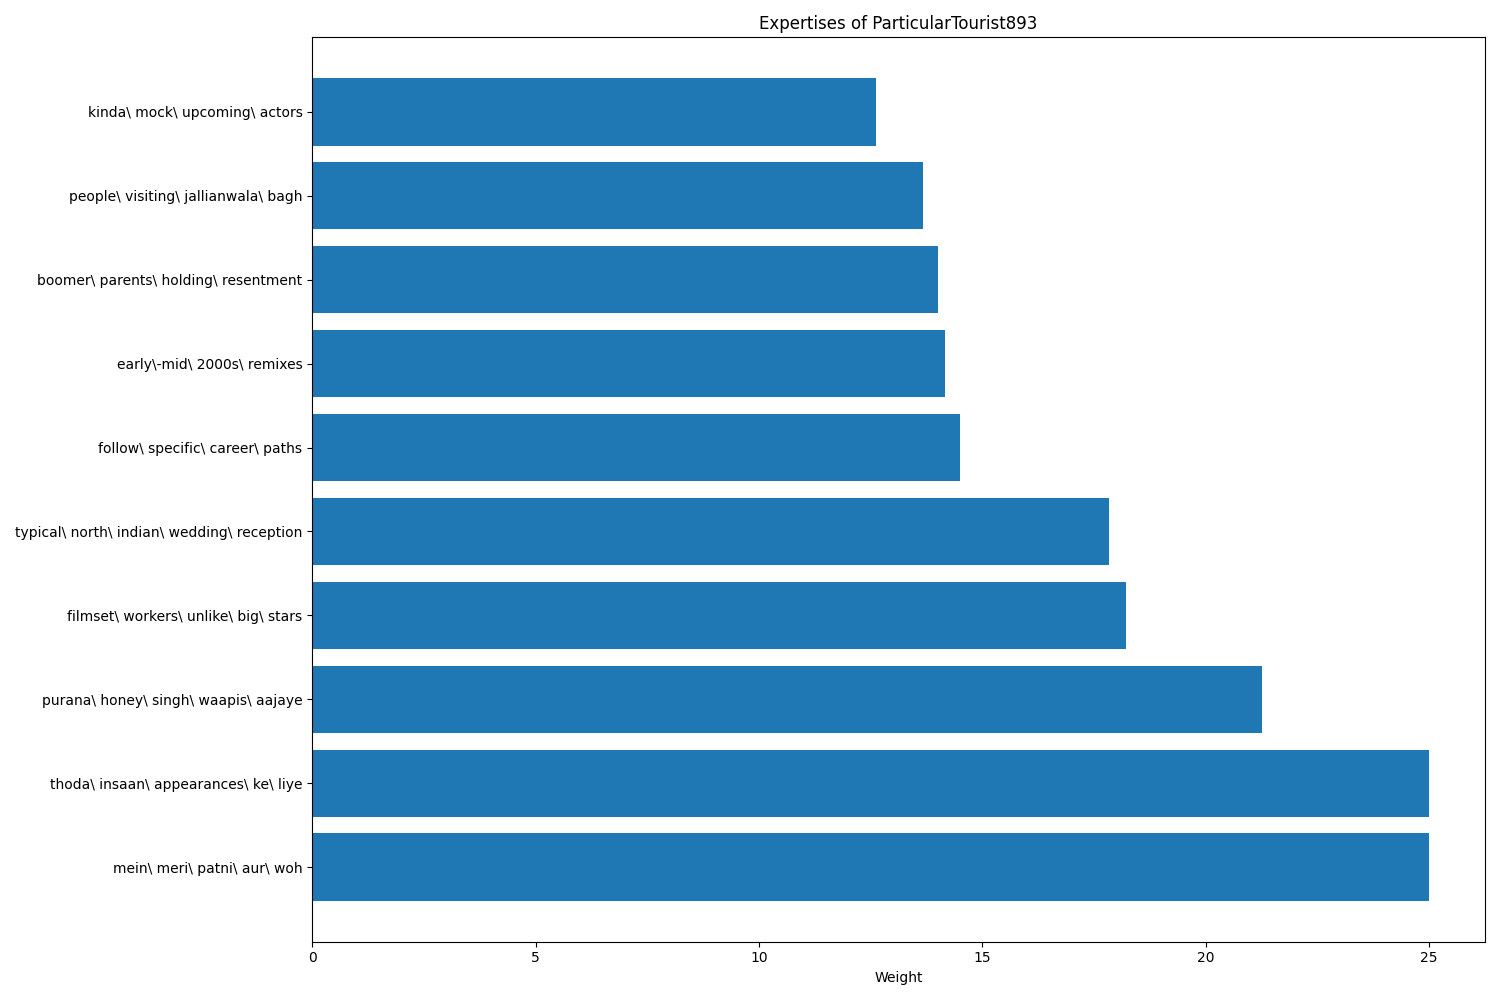 Expertises of ParticularTourist893
kinda\ mock\ upcoming\ actors
people\ visiting\ jallianwala\ bagh
boomer\ parents\ holding\ resentment
early\-mid\ 2000s\ remixes
follow\ specific\ career\ paths
typical\ north\ indian\ wedding\ reception
filmset\ workers\ unlike\ big\ stars
purana\ honey\ singh\ waapis\ aajaye
thoda\ insaan\ appearances\ ke\ liye
mein\ meri\ patni\ aur\ woh
0 5 10 15 20 25
Weight